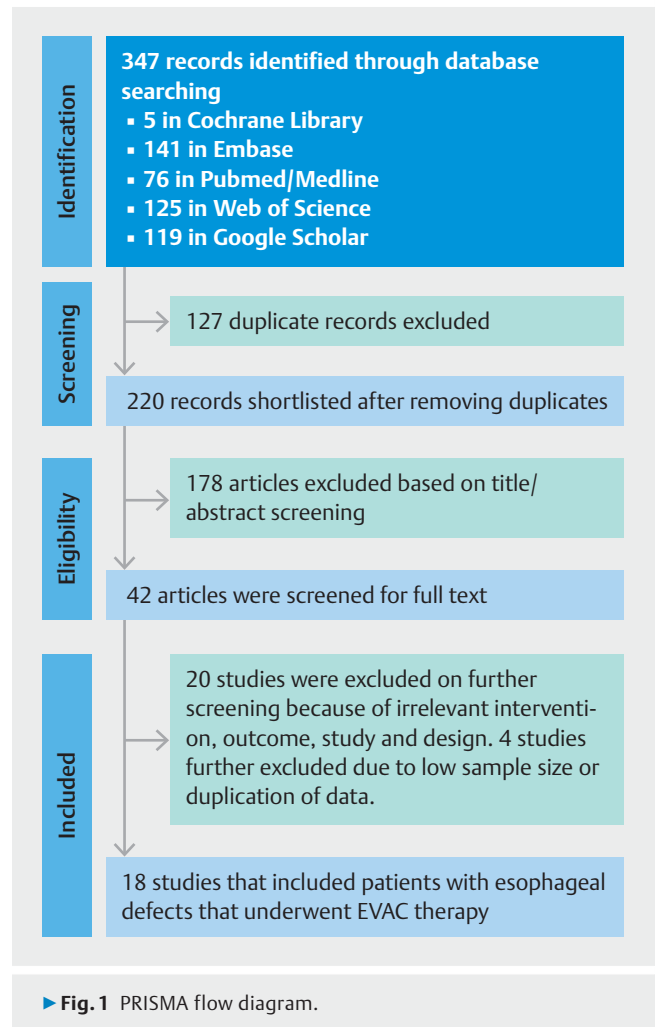 Identification
347 records identified through database
searching
▪ 5 in Cochrane Library
▪ 141 in Embase
▪ 76 in Pubmed/Medline
▪ 125 in Web of Science
▪ 119 in Google Scholar
Screening
127 duplicate records excluded
220 records shortlisted after removing duplicates
Eligibility
178 articles excluded based on title/
abstract screening
42 articles were screened for full text
Included
20 studies were excluded on further
screening because of irrelevant interventi-
on, outcome, study and design. 4 studies
further excluded due to low sample size or
duplication of data.
18 studies that included patients with esophageal
defects that underwent EVAC therapy
▶ Fig. 1 PRISMA flow diagram.